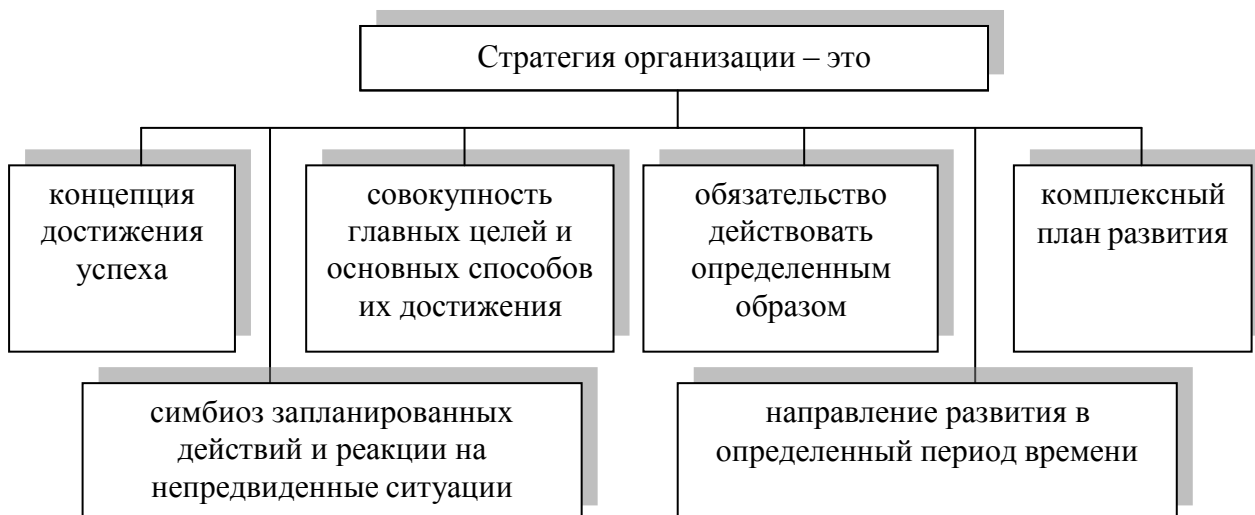 Стратегия организации – это
концепция
достижения
успеха
совокупность
главных целей и
основных способов
их достижения
обязательство
действовать
определенным
образом
комплексный
план развития
симбиоз запланированных
действий и реакции на
непредвиденные ситуации
направление развития в
определенный период времени